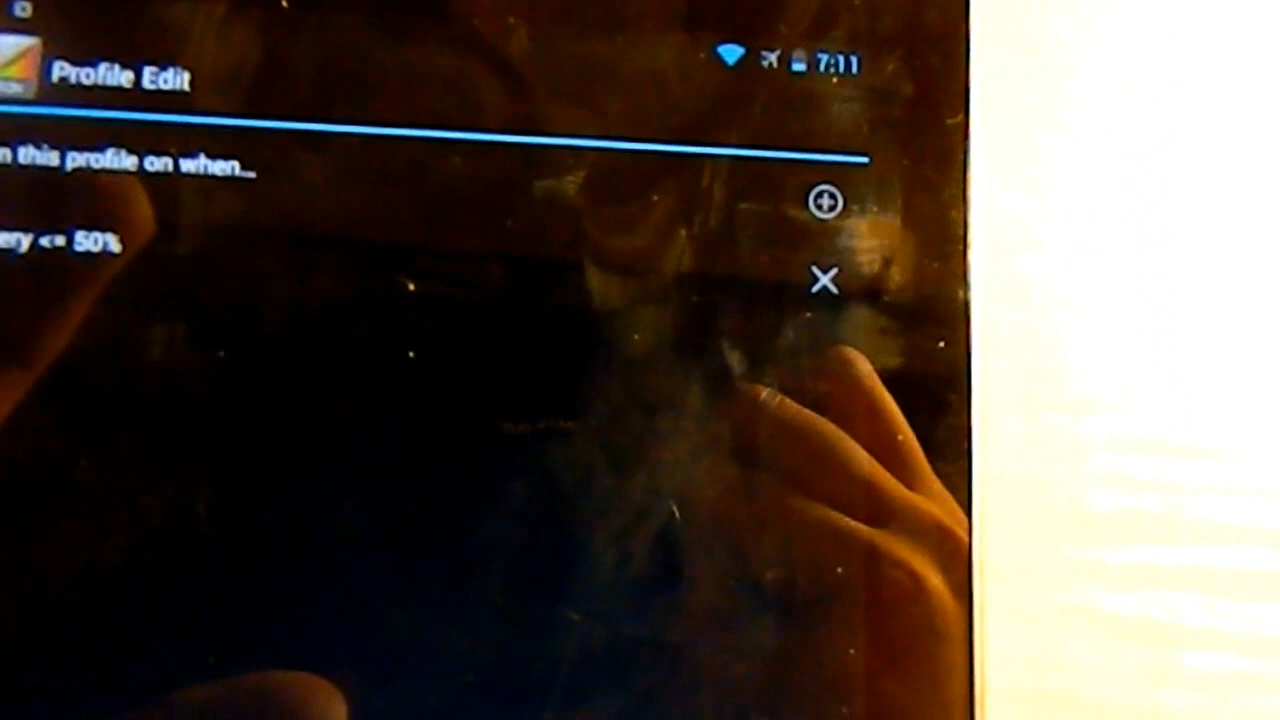 7:11
Profile Edit
n this profile on when...
ery <= 50%